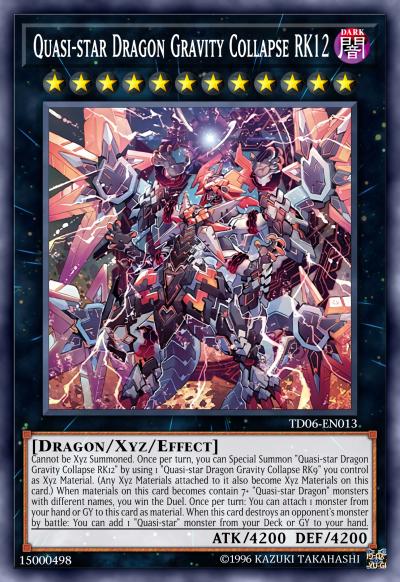 QUASI-STAR DRAGON GRAVITY COLLAPSE RK12
DARK
闇
TD06-EN013
[DRAGON/XYZ/EFFECT]
Cannot be Xyz Summoned. Once per turn, you can Special Summon "Quasi-star Dragon
Gravity Collapse RK12" by using 1 "Quasi-star Dragon Gravity Collapse RK9" you control
as Xyz Material. (Any Xyz Materials attached to it also become Xyz Materials on this
card.) When materials on this card becomes contain 7+ "Quasi-star Dragon" monsters
with different names, you win the Duel. Once per turn: You can attach 1 monster from
your hand or GY to this card as material. When this card destroys an opponent's monster
by battle: You can add 1 "Quasi-star" monster from your Deck or GY to your hand.
ATK/4200 DEF/4200
15000498
©1996 KAZUKI TAKAHASHI